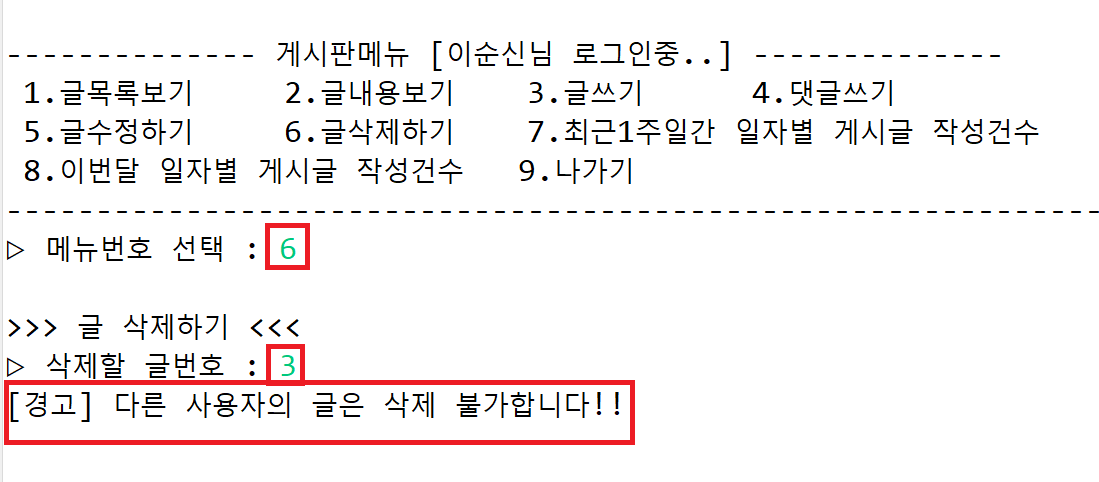 -------------- 게시판메뉴 [이순신님 로그인중..] --------------
1.글목록보기 2.글내용보기 3.글쓰기 4.댓글쓰기
5.글수정하기 6.글삭제하기 7.최근1주일간 일자별 게시글 작성건수
8.이번달 일자별 게시글 작성건수 9.나가기
-------------------------------------------------------------
▷ 메뉴번호 선택 : 6
>>> 글 삭제하기 <<<
▷ 삭제할 글번호 : 3
[경고] 다른 사용자의 글은 삭제 불가합니다!!